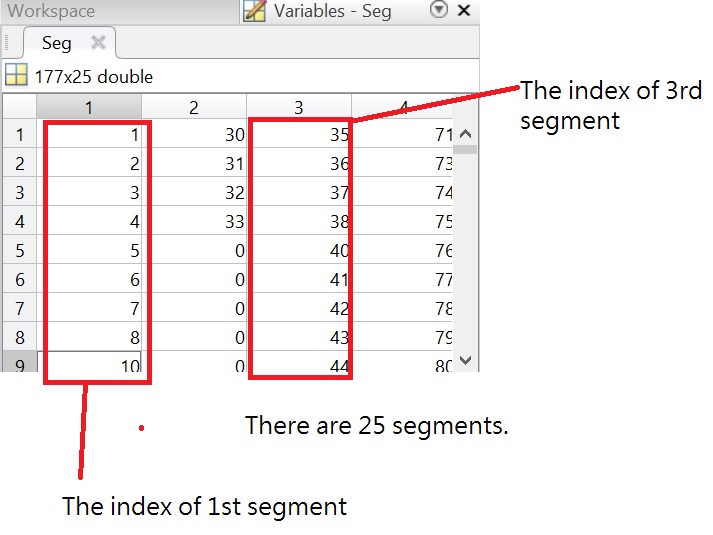 Workspace
Variables - Seg
Seg
177x25 double
1 2 3 4
1 1 30 35 71
2 2 31 36 73
3 3 32 37 74
4 4 33 38 75
5 5 0 40 76
6 6 0 41 77
7 7 0 42 78
8 8 0 43 79
9 10 0 44 80
The index of 3rd
segment
There are 25 segments.
The index of 1st segment